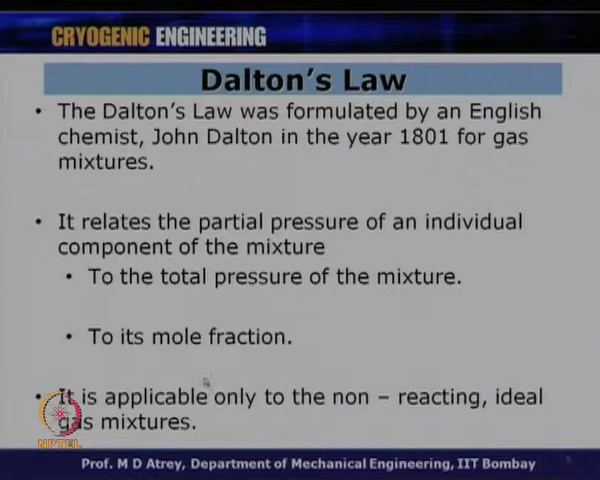 CRYOGENIC ENGINEERING
Dalton's Law
• The Dalton's Law was formulated by an English
chemist, John Dalton in the year 1801 for gas
mixtures.
• It relates the partial pressure of an individual
component of the mixture
• To the total pressure of the mixture.
• To its mole fraction.
• It is applicable only to the non – reacting, ideal
gas mixtures.
NPTEL
Prof. M D Atrey, Department of Mechanical Engineering, IIT Bombay
5